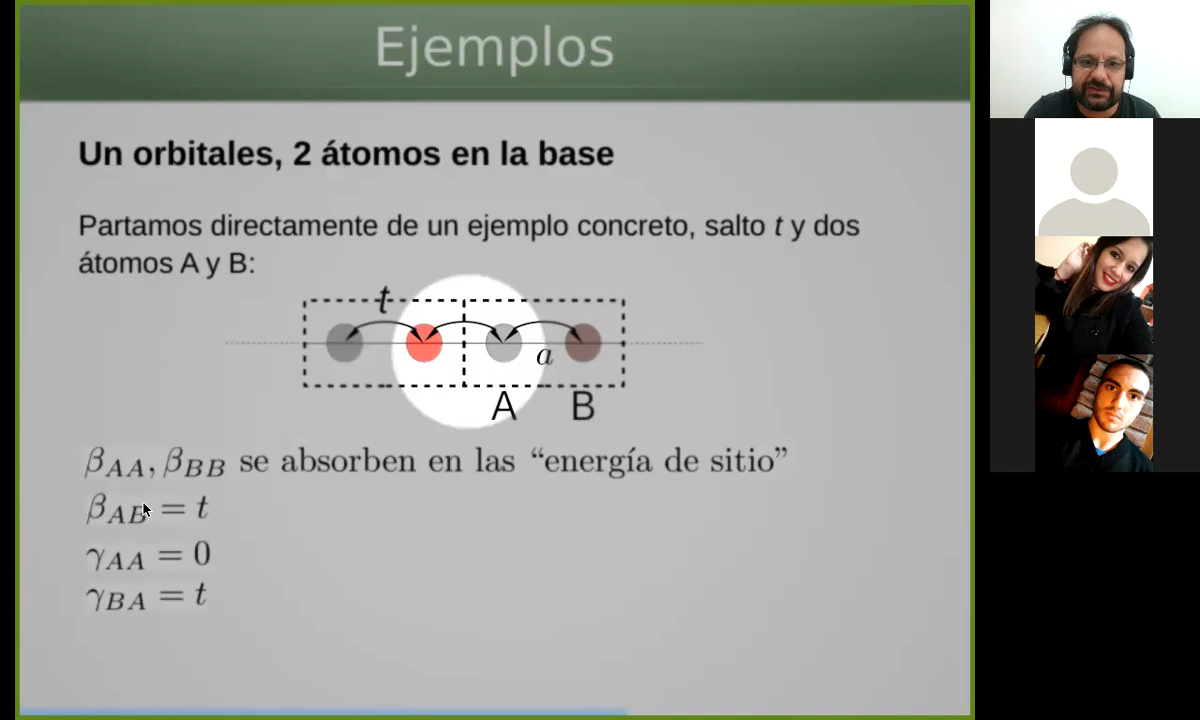 Ejemplos
Un orbitales, 2 átomos en la base
Partamos directamente de un ejemplo concreto, salto t y dos
átomos A y B:
t
a
A B
β_AA, β_BB se absorben en las “energía de sitio”
β_AB = t
γ_AA = 0
γ_BA = t